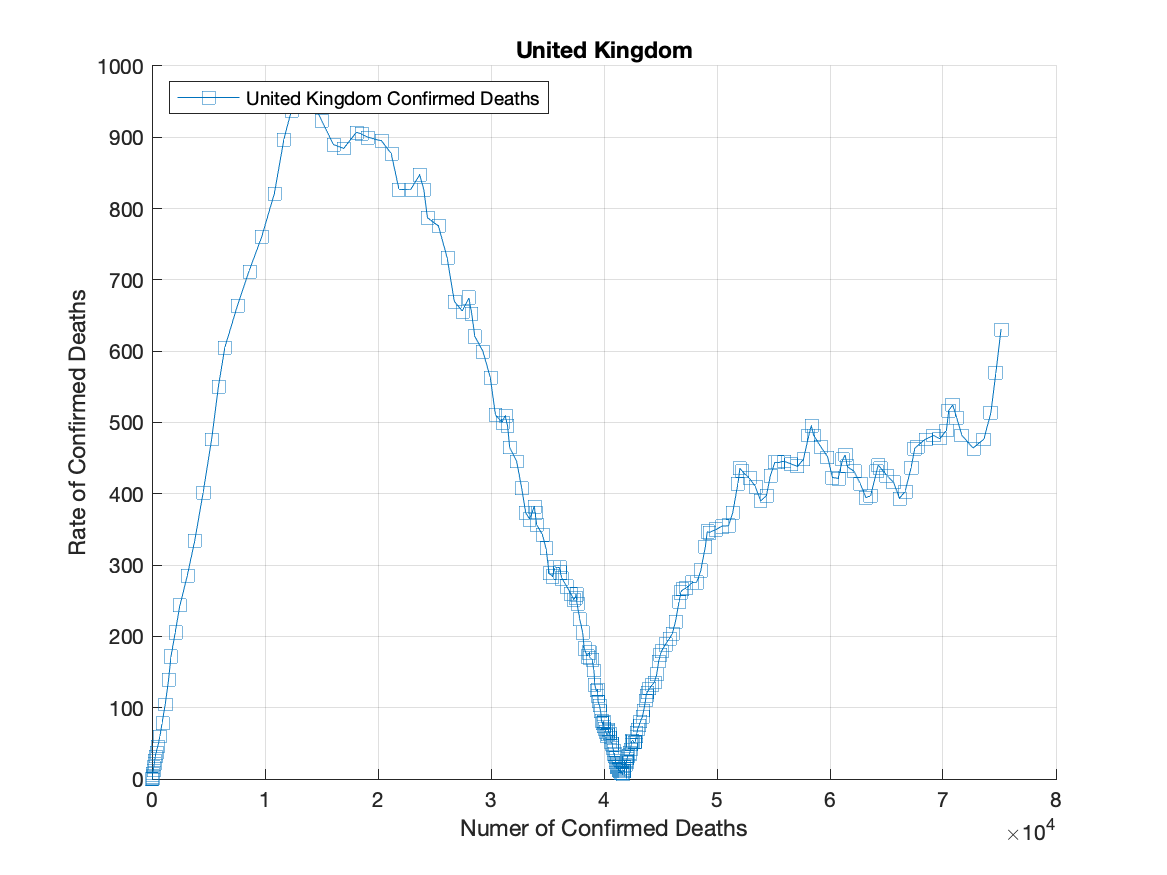 United Kingdom
United Kingdom Confirmed Deaths
1000
900
800
700
600
500
400
300
200
100
0
Rate of Confirmed Deaths
0 1 2 3 4 5 6 7 8
×10^4
Numer of Confirmed Deaths